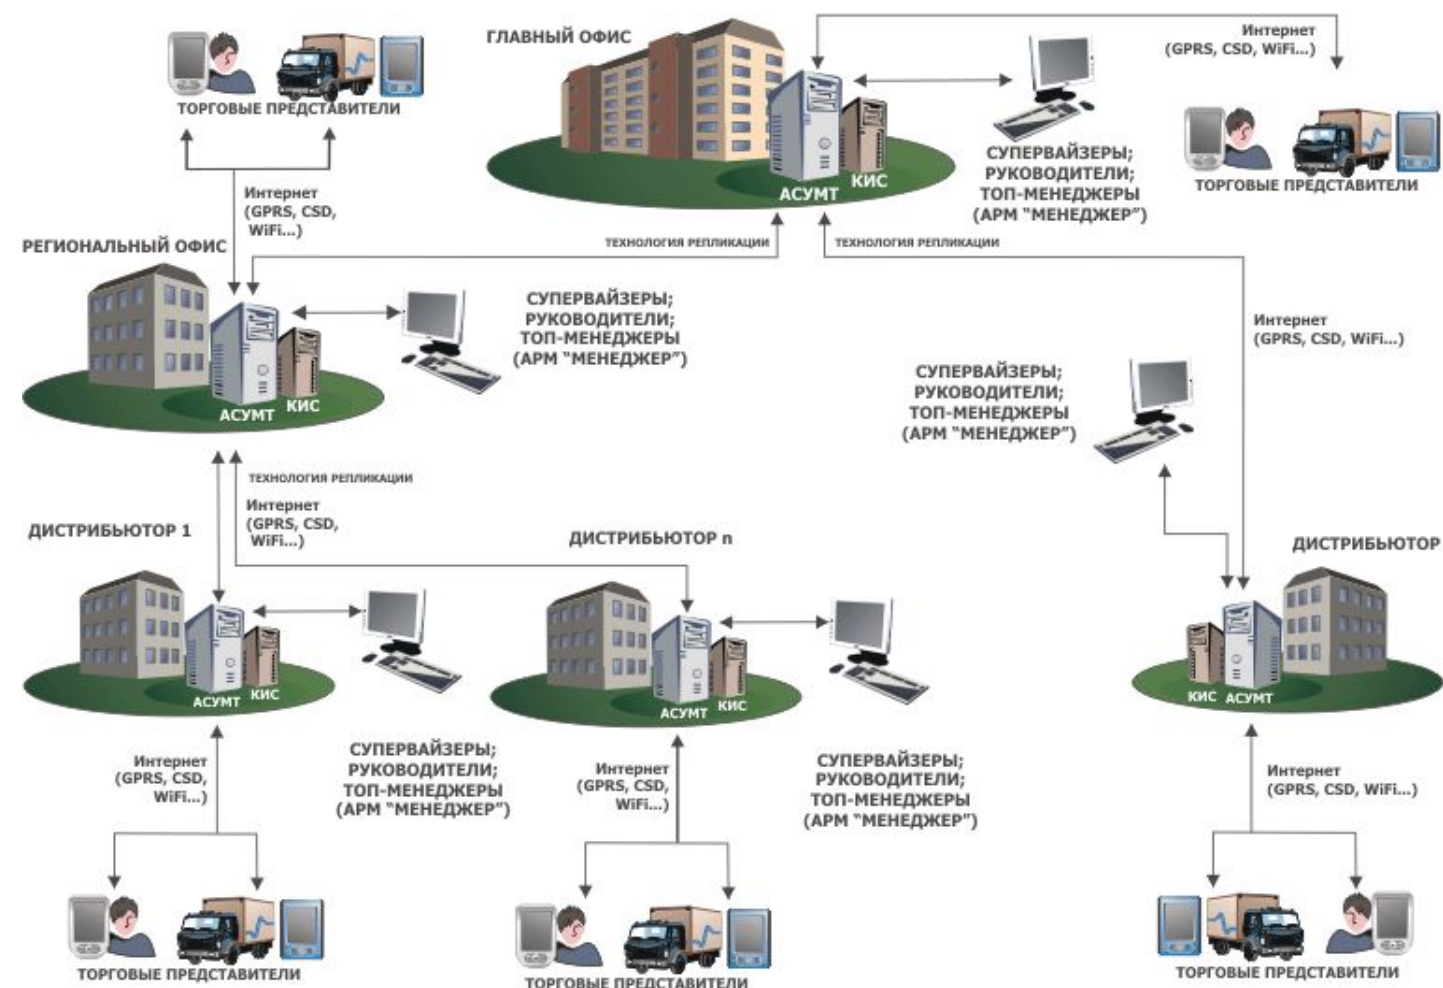 ГЛАВНЫЙ ОФИС
Интернет
(GPRS, CSD, WiFi...)
ТОРГОВЫЕ ПРЕДСТАВИТЕЛИ
СУПЕРВАЙЗЕРЫ;
РУКОВОДИТЕЛИ;
ТОП-МЕНЕДЖЕРЫ
(АРМ “МЕНЕДЖЕР”)
КИС
АСУМТ
ТОРГОВЫЕ ПРЕДСТАВИТЕЛИ
Интернет
(GPRS, CSD,
WiFi...)
РЕГИОНАЛЬНЫЙ ОФИС
ТЕХНОЛОГИЯ РЕПЛИКАЦИИ
ТЕХНОЛОГИЯ РЕПЛИКАЦИИ
СУПЕРВАЙЗЕРЫ;
РУКОВОДИТЕЛИ;
ТОП-МЕНЕДЖЕРЫ
(АРМ “МЕНЕДЖЕР”)
Интернет
(GPRS, CSD, WiFi...)
СУПЕРВАЙЗЕРЫ;
РУКОВОДИТЕЛИ;
ТОП-МЕНЕДЖЕРЫ
(АРМ “МЕНЕДЖЕР”)
КИС
АСУМТ
ТЕХНОЛОГИЯ РЕПЛИКАЦИИ
Интернет
(GPRS, CSD,
WiFi...)
ДИСТРИБЬЮТОР 1
ДИСТРИБЬЮТОР n
ДИСТРИБЬЮТОР
АСУМТ
КИС
АСУМТ
КИС
КИС
АСУМТ
Интернет
(GPRS, CSD,
WiFi...)
СУПЕРВАЙЗЕРЫ;
РУКОВОДИТЕЛИ;
ТОП-МЕНЕДЖЕРЫ
(АРМ “МЕНЕДЖЕР”)
Интернет
(GPRS, CSD,
WiFi...)
СУПЕРВАЙЗЕРЫ;
РУКОВОДИТЕЛИ;
ТОП-МЕНЕДЖЕРЫ
(АРМ “МЕНЕДЖЕР”)
Интернет
(GPRS, CSD, WiFi...)
ТОРГОВЫЕ ПРЕДСТАВИТЕЛИ
ТОРГОВЫЕ ПРЕДСТАВИТЕЛИ
ТОРГОВЫЕ ПРЕДСТАВИТЕЛИ